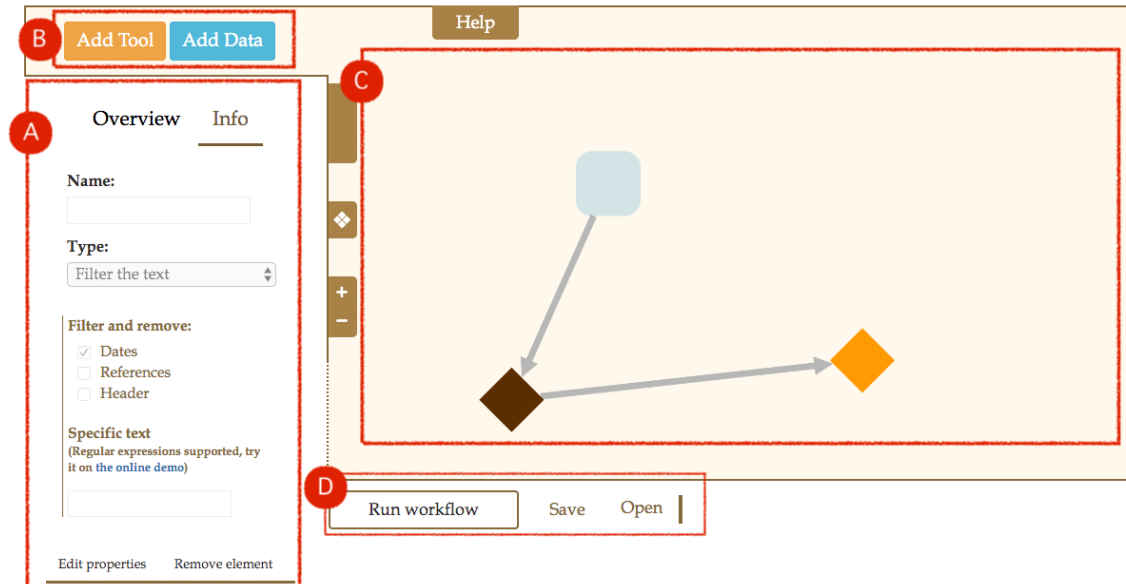 B
Add Tool
Add Data
Help
C
A
Overview
Info
Name:
Type:
Filter the text
Filter and remove:
Dates
References
Header
Specific text
(Regular expressions supported, try
it on the online demo)
Edit properties
Remove element
+
−
D
Run workflow
Save
Open